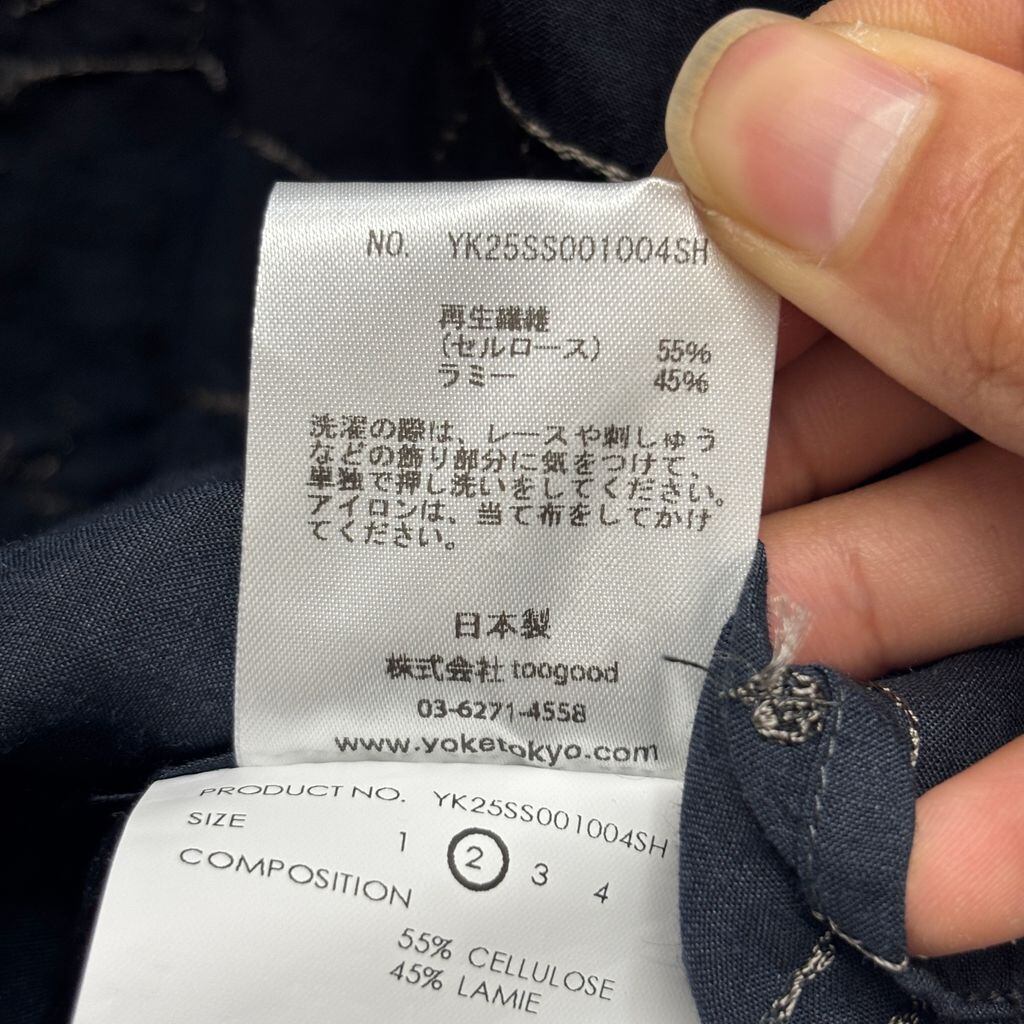 NO. YK25SS001004SH
再生繊維
(セルロース) 55%
ラミー 45%
洗濯の際は、レースや刺しゅう
などの飾り部分に気をつけて、
単独で押し洗いをしてください。
アイロンは、当て布をしてかけ
てください。
日本製
株式会社 toogood
03-6271-4558
www.yoketokyo.com
PRODUCT NO. YK25SS001004SH
SIZE 1 2 3 4
COMPOSITION
55% CELLULOSE
45% LAMIE